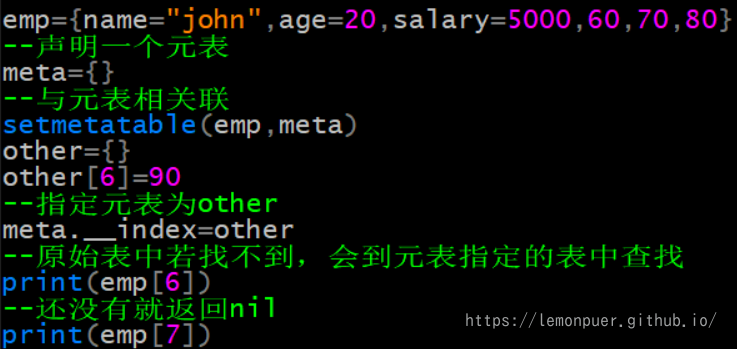 emp={name="john",age=20,salary=5000,60,70,80}
--声明一个元表
meta={}
--与元表相关联
setmetatable(emp,meta)
other={}
other[6]=90
--指定元表为other
meta.__index=other
--原始表中若找不到，会到元表指定的表中查找
print(emp[6])
--还没有就返回nil
print(emp[7])
https://lemonpuer.github.io/